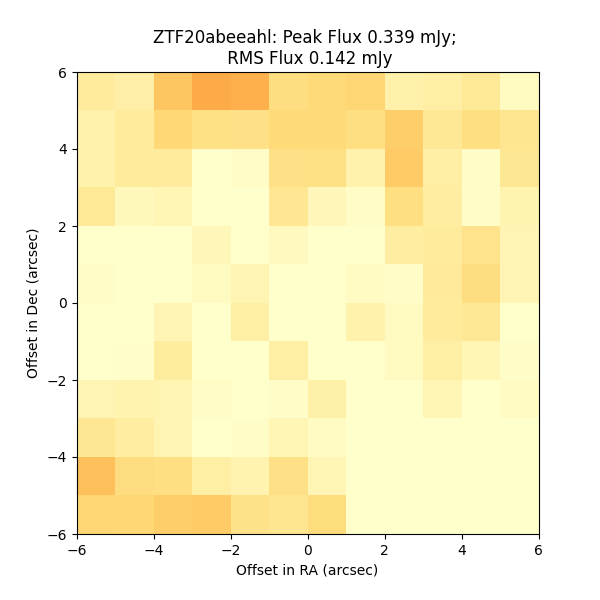 ZTF20abeeahl: Peak Flux 0.339 mJy;
RMS Flux 0.142 mJy
6
4
2
0
−2
−4
−6
Offset in Dec (arcsec)
−6 −4 −2 0 2 4 6
Offset in RA (arcsec)